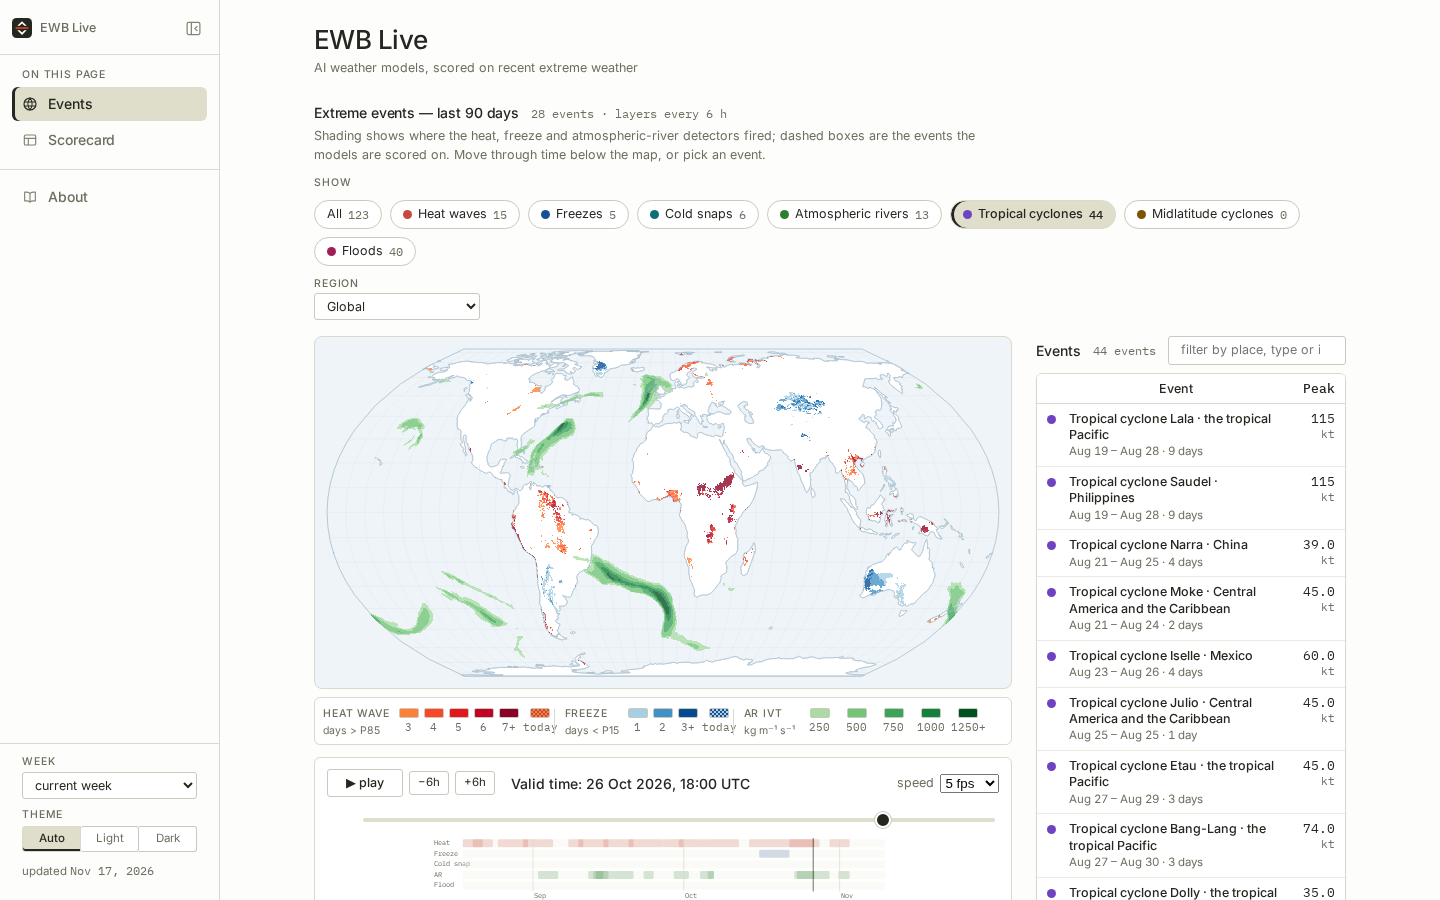 EWB Live
ON THIS PAGE
Events
Scorecard
About
WEEK
current week
THEME
Auto Light Dark
updated Nov 17, 2026
EWB Live
AI weather models, scored on recent extreme weather
Extreme events — last 90 days 28 events · layers every 6 h
Shading shows where the heat, freeze and atmospheric-river detectors fired; dashed boxes are the events the
models are scored on. Move through time below the map, or pick an event.
SHOW
All 123 Heat waves 15 Freezes 5 Cold snaps 6 Atmospheric rivers 13 Tropical cyclones 44 Midlatitude cyclones 0
Floods 40
REGION
Global
HEAT WAVE 3 4 5 6 7+ today
days > P85
FREEZE 1 2 3+ today
days < P15
AR IVT 250 500 750 1000 1250+
kg m⁻¹ s⁻¹
▶ play −6h +6h Valid time: 26 Oct 2026, 18:00 UTC speed 5 fps
Heat
Freeze
Cold snap
AR
Flood
Sep Oct Nov
Events 44 events filter by place, type or i
Event Peak
Tropical cyclone Lala · the tropical 115
Pacific kt
Aug 19 – Aug 28 · 9 days
Tropical cyclone Saudel · 115
Philippines kt
Aug 19 – Aug 28 · 9 days
Tropical cyclone Narra · China 39.0
Aug 21 – Aug 25 · 4 days kt
Tropical cyclone Moke · Central 45.0
America and the Caribbean kt
Aug 21 – Aug 24 · 2 days
Tropical cyclone Iselle · Mexico 60.0
Aug 23 – Aug 26 · 4 days kt
Tropical cyclone Julio · Central 45.0
America and the Caribbean kt
Aug 25 – Aug 25 · 1 day
Tropical cyclone Etau · the tropical 45.0
Pacific kt
Aug 27 – Aug 29 · 3 days
Tropical cyclone Bang-Lang · the 74.0
tropical Pacific kt
Aug 27 – Aug 30 · 3 days
Tropical cyclone Dolly · the tropical 35.0